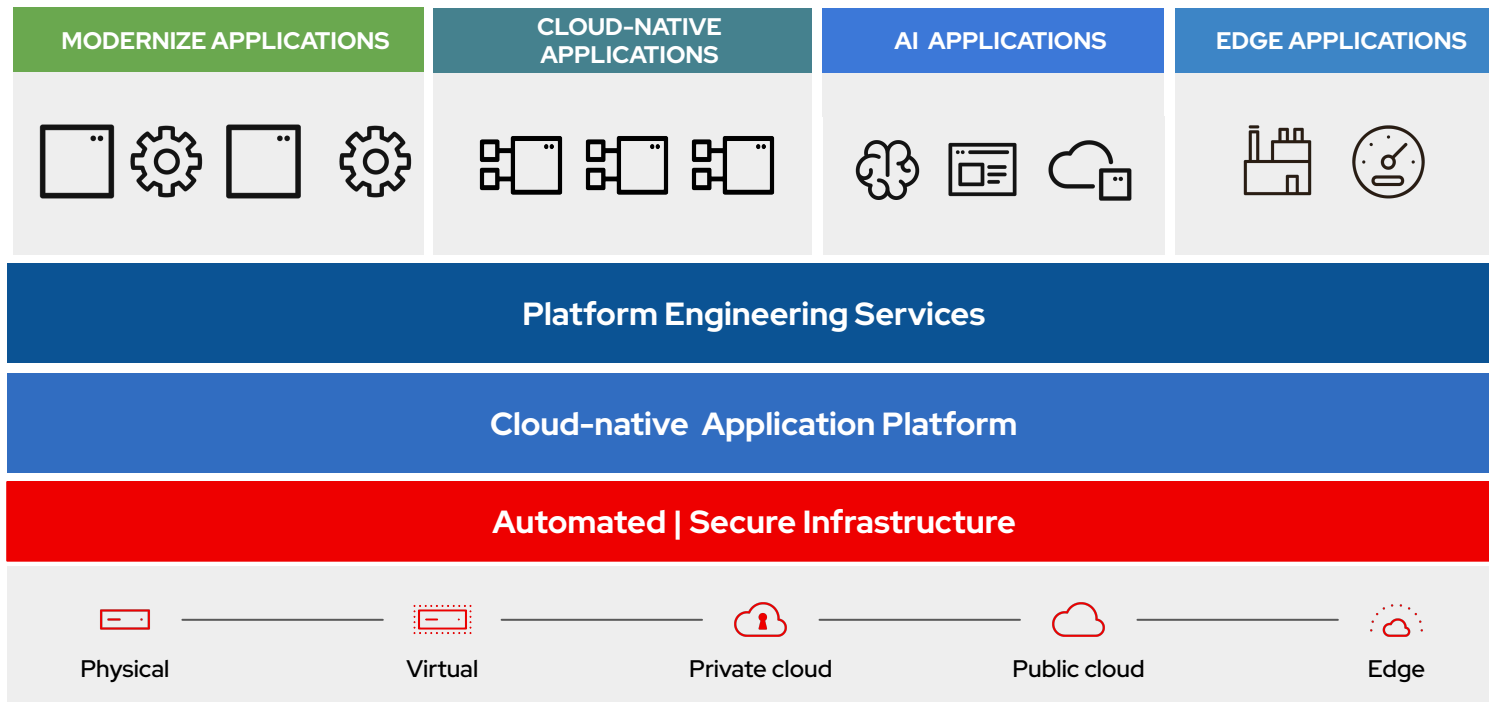 MODERNIZE APPLICATIONS
CLOUD-NATIVE
APPLICATIONS
AI APPLICATIONS
EDGE APPLICATIONS
Platform Engineering Services
Cloud-native Application Platform
Automated | Secure Infrastructure
Physical
Virtual
Private cloud
Public cloud
Edge